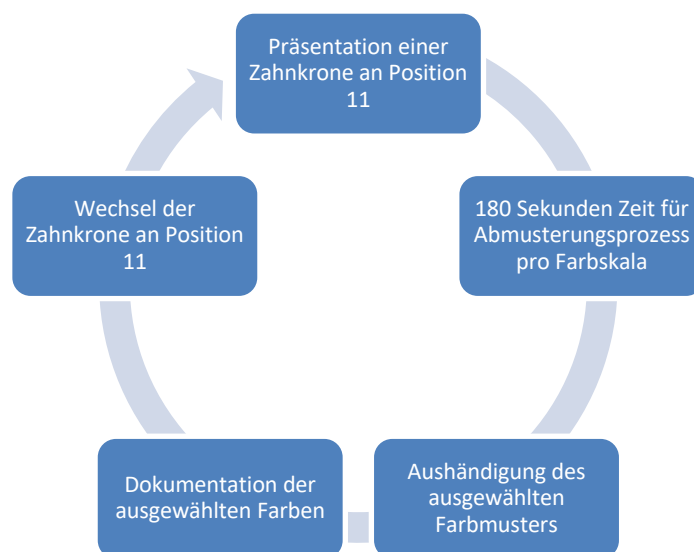 Präsentation einer
Zahnkrone an Position
11
180 Sekunden Zeit für
Abmusterungsprozess
pro Farbskala
Aushändigung des
ausgewählten
Farbmusters
Dokumentation der
ausgewählten Farben
Wechsel der
Zahnkrone an Position
11